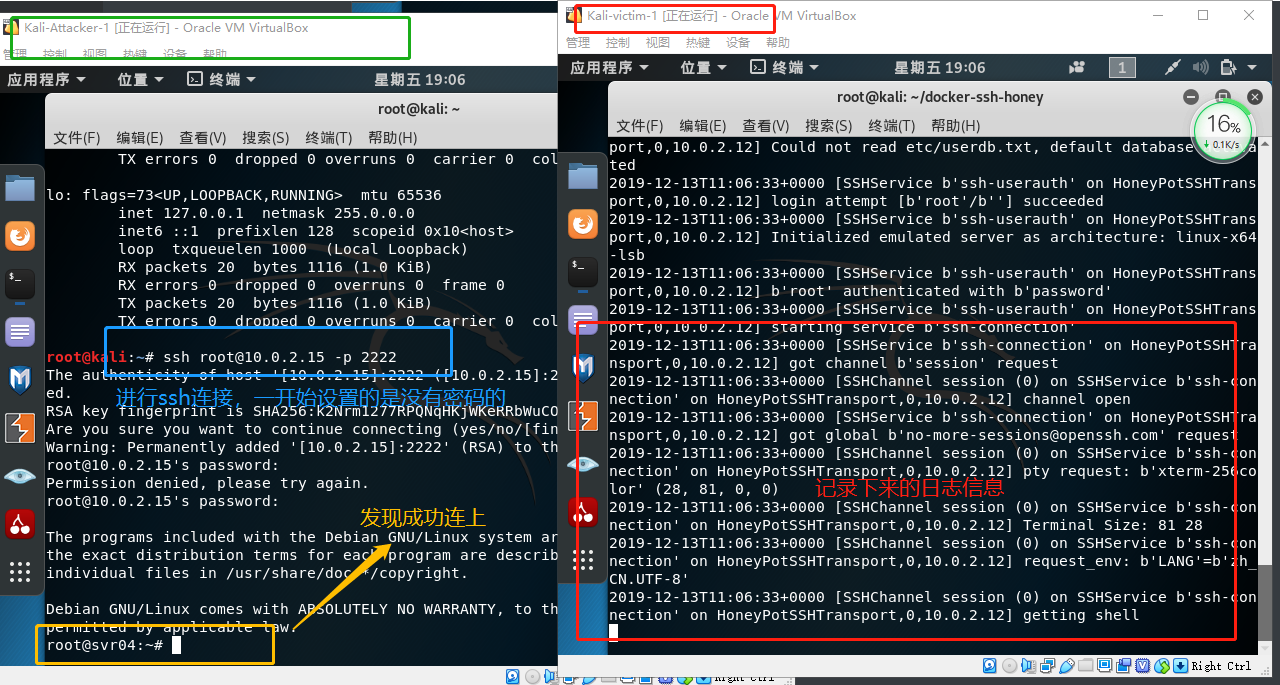 Kali-Attacker-1 [正在运行] - Oracle VM VirtualBox
管理 控制 视图 热键 设备 帮助
应用程序 位置 终端 星期五 19:06
root@kali: ~
文件(F) 编辑(E) 查看(V) 搜索(S) 终端(T) 帮助(H)
TX errors 0 dropped 0 overruns 0 carrier 0 col
lo: flags=73<UP,LOOPBACK,RUNNING> mtu 65536
inet 127.0.0.1 netmask 255.0.0.0
inet6 ::1 prefixlen 128 scopeid 0x10<host>
loop txqueuelen 1000 (Local Loopback)
RX packets 20 bytes 1116 (1.0 KiB)
RX errors 0 dropped 0 overruns 0 frame 0
TX packets 20 bytes 1116 (1.0 KiB)
TX errors 0 dropped 0 overruns 0 carrier 0 col
root@kali:~# ssh root@10.0.2.15 -p 2222
The authenticity of host '[10.0.2.15]:2222 ([10.0.2.15]:2
ed.
进行ssh连接，一开始设置的是没有密码的
RSA key fingerprint is SHA256:k2Nrm1277RPQNqHKjWKeRRbWuCO
Are you sure you want to continue connecting (yes/no/[fin
Warning: Permanently added '[10.0.2.15]:2222' (RSA) to th
root@10.0.2.15's password:
Permission denied, please try again.
root@10.0.2.15's password:
发现成功连上
The programs included with the Debian GNU/Linux system ar
the exact distribution terms for each program are describ
individual files in /usr/share/doc/*/copyright.
Debian GNU/Linux comes with ABSOLUTELY NO WARRANTY, to th
permitted by applicable law.
root@svr04:~#
Right Ctrl
Kali-victim-1 [正在运行] - Oracle VM VirtualBox
管理 控制 视图 热键 设备 帮助
应用程序 位置 终端 星期五 19:06 1
root@kali: ~/docker-ssh-honey
文件(F) 编辑(E) 查看(V) 搜索(S) 终端(T) 帮助(H)
16%
0.1K/s
port,0,10.0.2.12] Could not read etc/userdb.txt, default database
ted
2019-12-13T11:06:33+0000 [SSHService b'ssh-userauth' on HoneyPotSSHTrans
port,0,10.0.2.12] login attempt [b'root'/b''] succeeded
2019-12-13T11:06:33+0000 [SSHService b'ssh-userauth' on HoneyPotSSHTrans
port,0,10.0.2.12] Initialized emulated server as architecture: linux-x64
-lsb
2019-12-13T11:06:33+0000 [SSHService b'ssh-userauth' on HoneyPotSSHTrans
port,0,10.0.2.12] b'root' authenticated with b'password'
2019-12-13T11:06:33+0000 [SSHService b'ssh-userauth' on HoneyPotSSHTrans
port,0,10.0.2.12] starting service b'ssh-connection'
2019-12-13T11:06:33+0000 [SSHService b'ssh-connection' on HoneyPotSSHTra
nsport,0,10.0.2.12] got channel b'session' request
2019-12-13T11:06:33+0000 [SSHChannel session (0) on SSHService b'ssh-con
nection' on HoneyPotSSHTransport,0,10.0.2.12] channel open
2019-12-13T11:06:33+0000 [SSHService b'ssh-connection' on HoneyPotSSHTra
nsport,0,10.0.2.12] got global b'no-more-sessions@openssh.com' request
2019-12-13T11:06:33+0000 [SSHChannel session (0) on SSHService b'ssh-con
nection' on HoneyPotSSHTransport,0,10.0.2.12] pty request: b'xterm-256co
lor' (28, 81, 0, 0)
记录下来的日志信息
2019-12-13T11:06:33+0000 [SSHChannel session (0) on SSHService b'ssh-con
nection' on HoneyPotSSHTransport,0,10.0.2.12] Terminal Size: 81 28
2019-12-13T11:06:33+0000 [SSHChannel session (0) on SSHService b'ssh-con
nection' on HoneyPotSSHTransport,0,10.0.2.12] request_env: b'LANG'=b'zh_
CN.UTF-8'
2019-12-13T11:06:33+0000 [SSHChannel session (0) on SSHService b'ssh-con
nection' on HoneyPotSSHTransport,0,10.0.2.12] getting shell
Right Ctrl